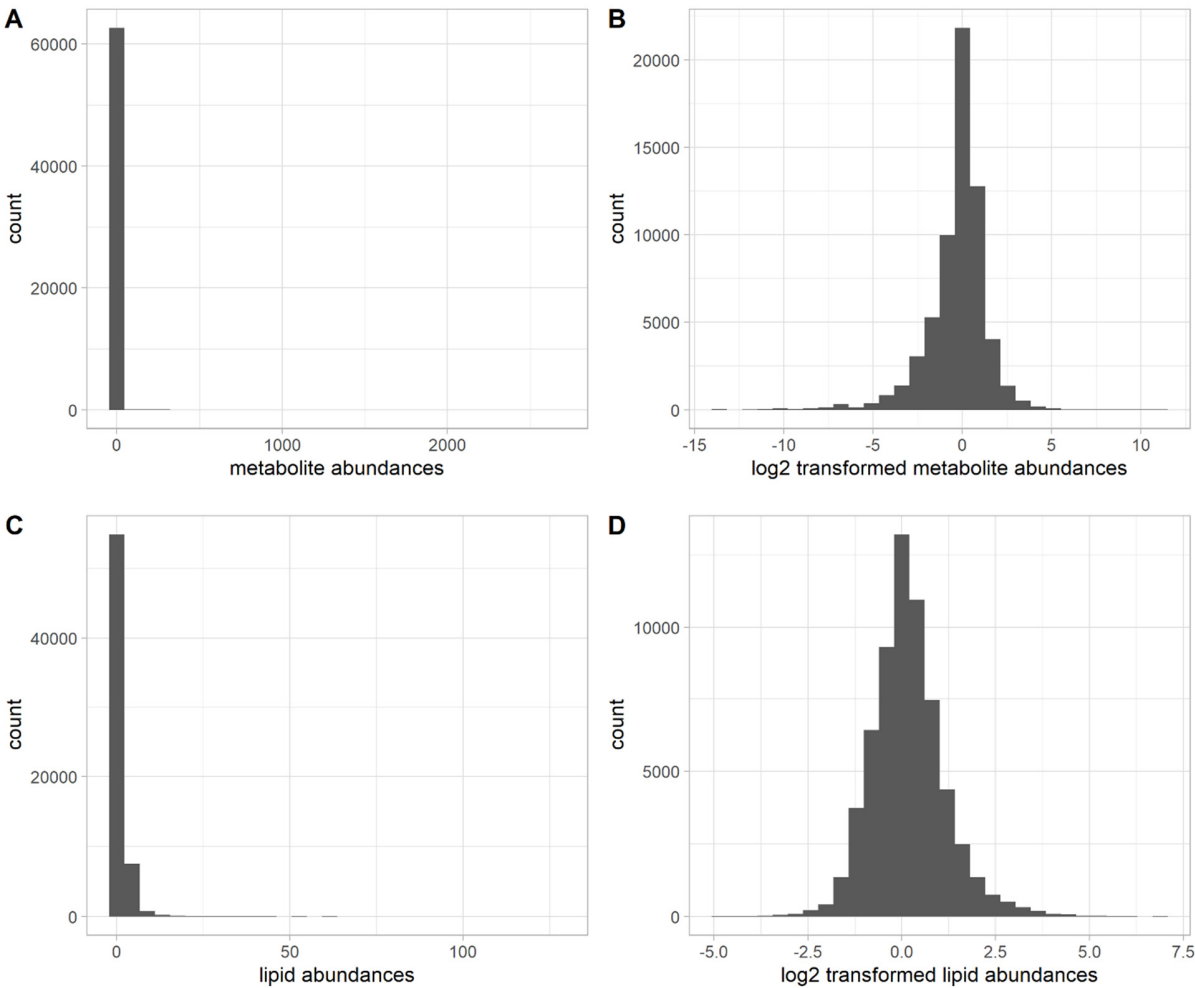 A
60000
40000
20000
0
count
0 1000 2000
metabolite abundances
B
20000
15000
10000
5000
0
count
-15 -10 -5 0 5 10
log2 transformed metabolite abundances
C
40000
20000
0
count
0 50 100
lipid abundances
D
10000
5000
0
count
-5.0 -2.5 0.0 2.5 5.0 7.5
log2 transformed lipid abundances